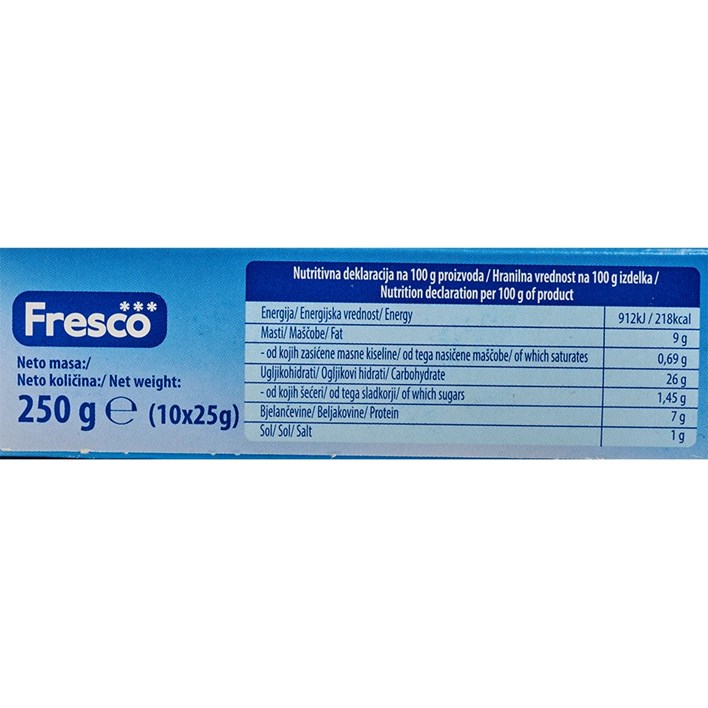 Fresco***
Neto masa:/
Neto količina:/ Net weight:
250 g ℮ (10x25g)
Nutritivna deklaracija na 100 g proizvoda / Hranilna vrednost na 100 g izdelka /
Nutrition declaration per 100 g of product
Energija/ Energijska vrednost/ Energy 912kJ / 218kcal
Masti/ Maščobe/ Fat 9 g
- od kojih zasićene masne kiseline/ od tega nasičene maščobe/ of which saturates 0,69 g
Ugljikohidrati/ Ogljikovi hidrati/ Carbohydrate 26 g
- od kojih šećeri/ od tega sladkorji/ of which sugars 1,45 g
Bjelančevine/ Beljakovine/ Protein 7 g
Sol/ Sol/ Salt 1 g